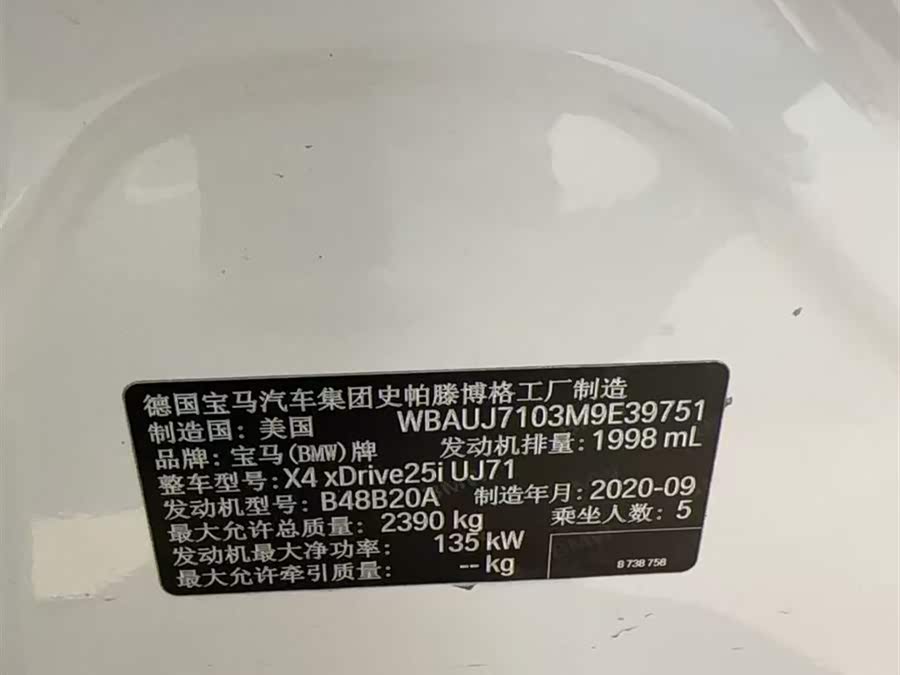 德国宝马汽车集团史帕滕博格工厂制造
制造国: 美国 WBAUJ7103M9E39751
品牌: 宝马(BMW)牌 发动机排量: 1998 mL
整车型号: X4 xDrive25i UJ71
发动机型号: B48B20A 制造年月: 2020-09
最大允许总质量: 2390 kg 乘坐人数: 5
发动机最大净功率: 135 kW
最大允许牵引质量: -- kg
8 738 758